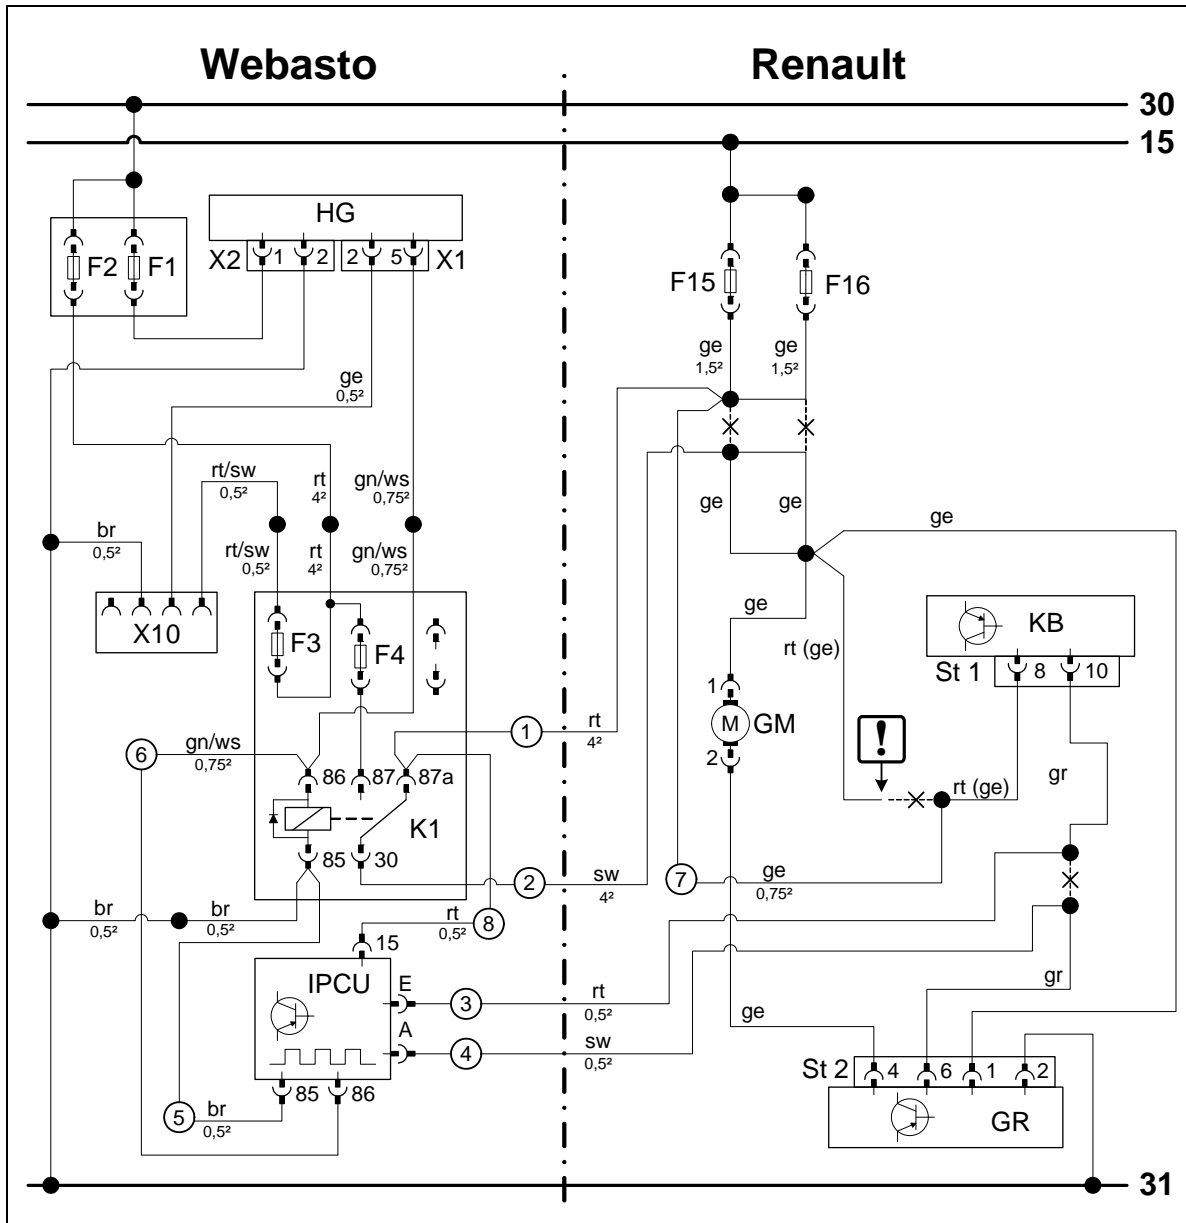 Webasto Renault
30
15
HG
X2 1 2 2 5 X1
F2 F1
F15 F16
ge ge
1,5² 1,5²
ge
0,5²
rt/sw
0,5²
rt
4²
gn/ws
0,75²
ge ge ge
br
0,5²
rt/sw
0,5²
rt
4²
gn/ws
0,75²
X10
F3 F4
ge
rt (ge)
KB
St 1 8 10
1
M GM
2
!
6
gn/ws
0,75²
1
rt
4²
86 87 87a
K1
85 30
gr
rt (ge)
2
sw
4²
7
ge
0,75²
br
0,5²
br
0,5²
rt
0,5²
8
15
IPCU
E
A
3
rt
0,5²
4
sw
0,5²
gr
ge
85 86
5
br
0,5²
St 2 4 6 1 2
GR
31